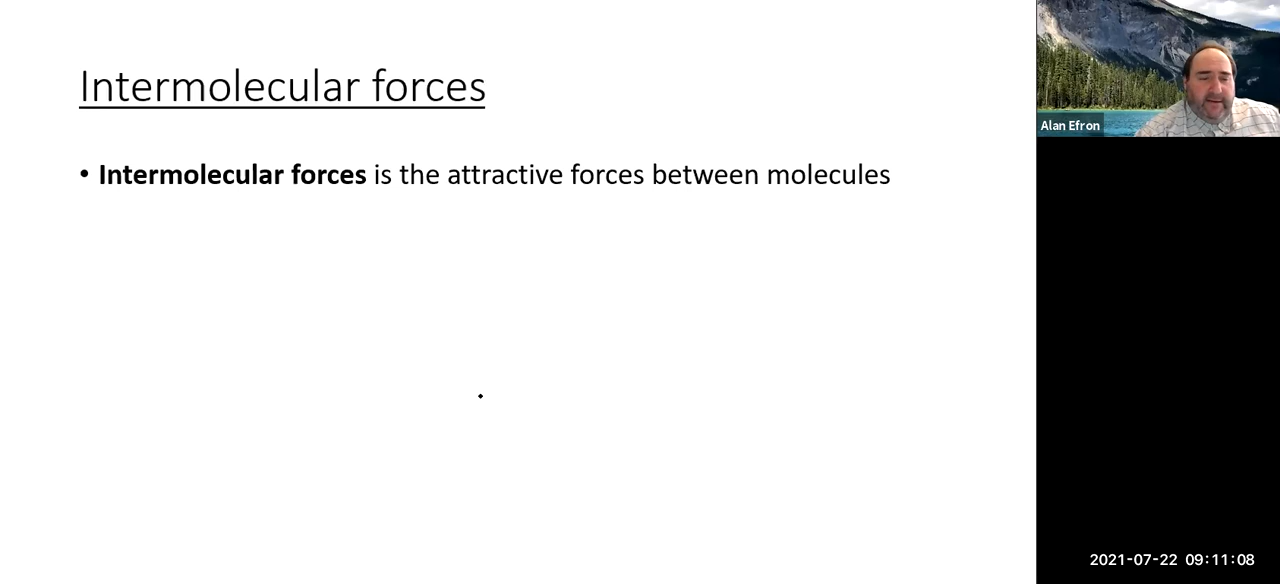 Intermolecular forces
• Intermolecular forces is the attractive forces between molecules
Alan Efron
2021-07-22 09:11:08